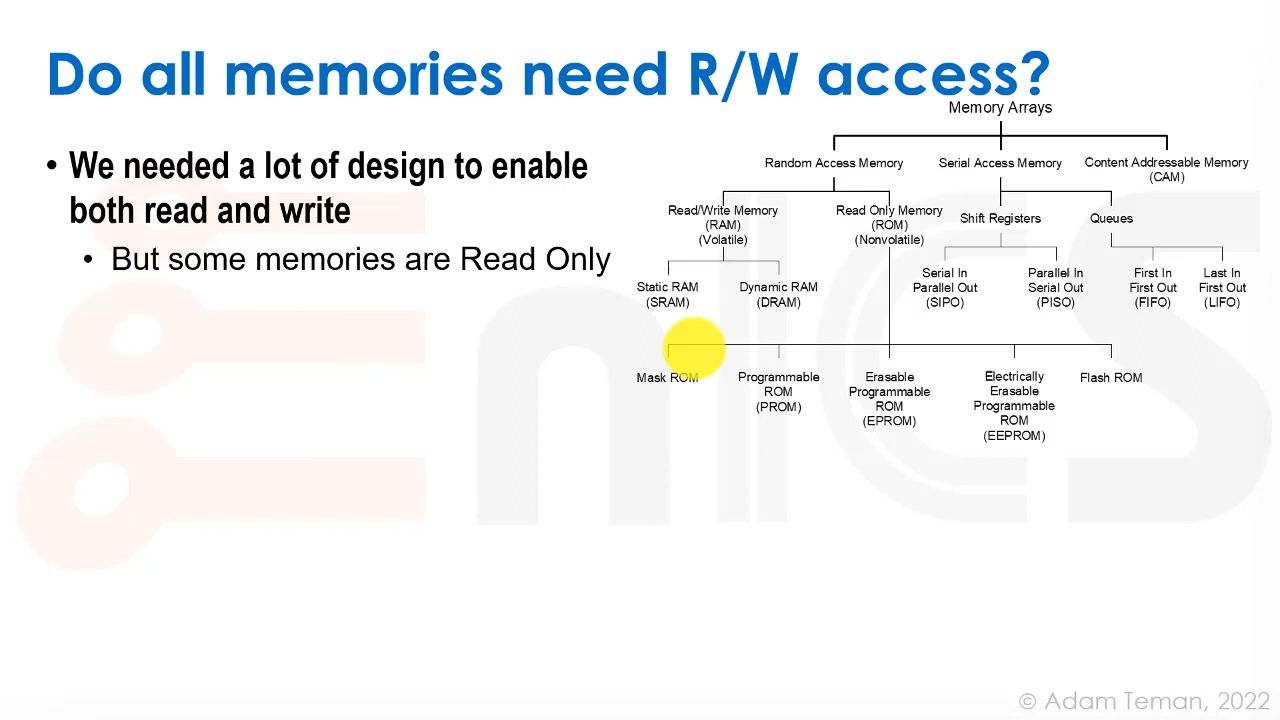 Do all memories need R/W access?
• We needed a lot of design to enable
both read and write
• But some memories are Read Only
Memory Arrays
Random Access Memory
Serial Access Memory
Content Addressable Memory
(CAM)
Read/Write Memory
(RAM)
(Volatile)
Read Only Memory
(ROM)
(Nonvolatile)
Shift Registers
Queues
Static RAM
(SRAM)
Dynamic RAM
(DRAM)
Serial In
Parallel Out
(SIPO)
Parallel In
Serial Out
(PISO)
First In
First Out
(FIFO)
Last In
First Out
(LIFO)
Mask ROM
Programmable
ROM
(PROM)
Erasable
Programmable
ROM
(EPROM)
Electrically
Erasable
Programmable
ROM
(EEPROM)
Flash ROM
EnICS
© Adam Teman, 2022